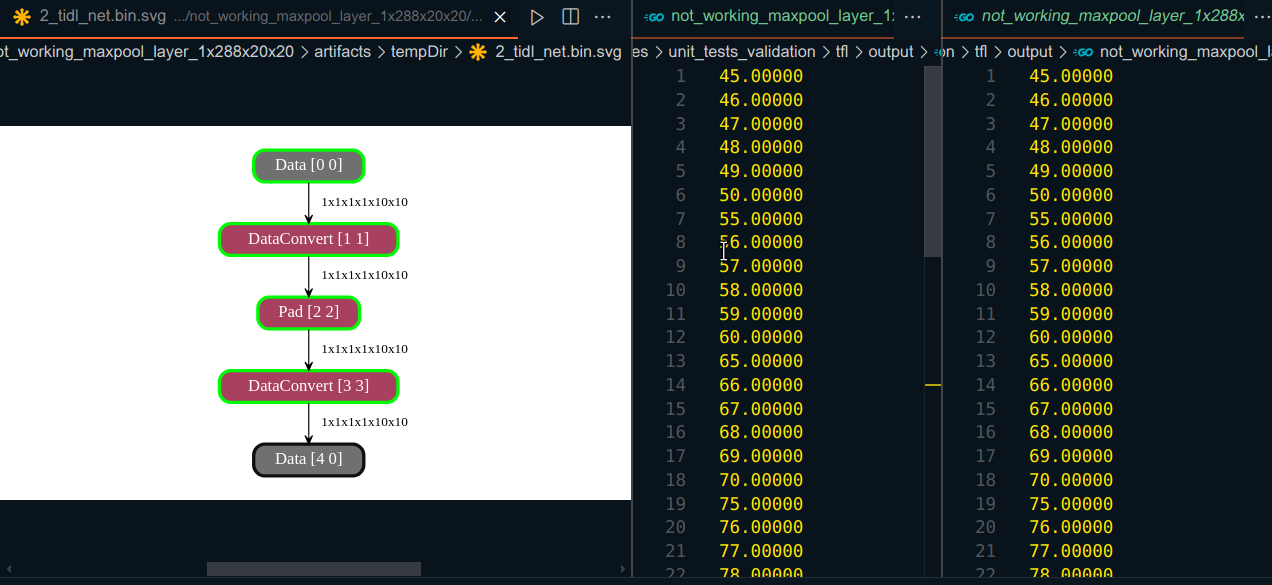 2_tidl_net.bin.svg .../not_working_maxpool_layer_1x288x20x20/...
ot_working_maxpool_layer_1x288x20x20 > artifacts > tempDir > 2_tidl_net.bin.svg
Data [0 0]
1x1x1x1x10x10
DataConvert [1 1]
1x1x1x1x10x10
Pad [2 2]
1x1x1x1x10x10
DataConvert [3 3]
1x1x1x1x10x10
Data [4 0]
GO not_working_maxpool_layer_1: ...
es > unit_tests_validation > tfl > output >
1 45.00000
2 46.00000
3 47.00000
4 48.00000
5 49.00000
6 50.00000
7 55.00000
8 56.00000
9 57.00000
10 58.00000
11 59.00000
12 60.00000
13 65.00000
14 66.00000
15 67.00000
16 68.00000
17 69.00000
18 70.00000
19 75.00000
20 76.00000
21 77.00000
22 78.00000
GO not_working_maxpool_layer_1x288x ...
on > tfl > output > GO not_working_maxpool_l
1 45.00000
2 46.00000
3 47.00000
4 48.00000
5 49.00000
6 50.00000
7 55.00000
8 56.00000
9 57.00000
10 58.00000
11 59.00000
12 60.00000
13 65.00000
14 66.00000
15 67.00000
16 68.00000
17 69.00000
18 70.00000
19 75.00000
20 76.00000
21 77.00000
22 78.00000